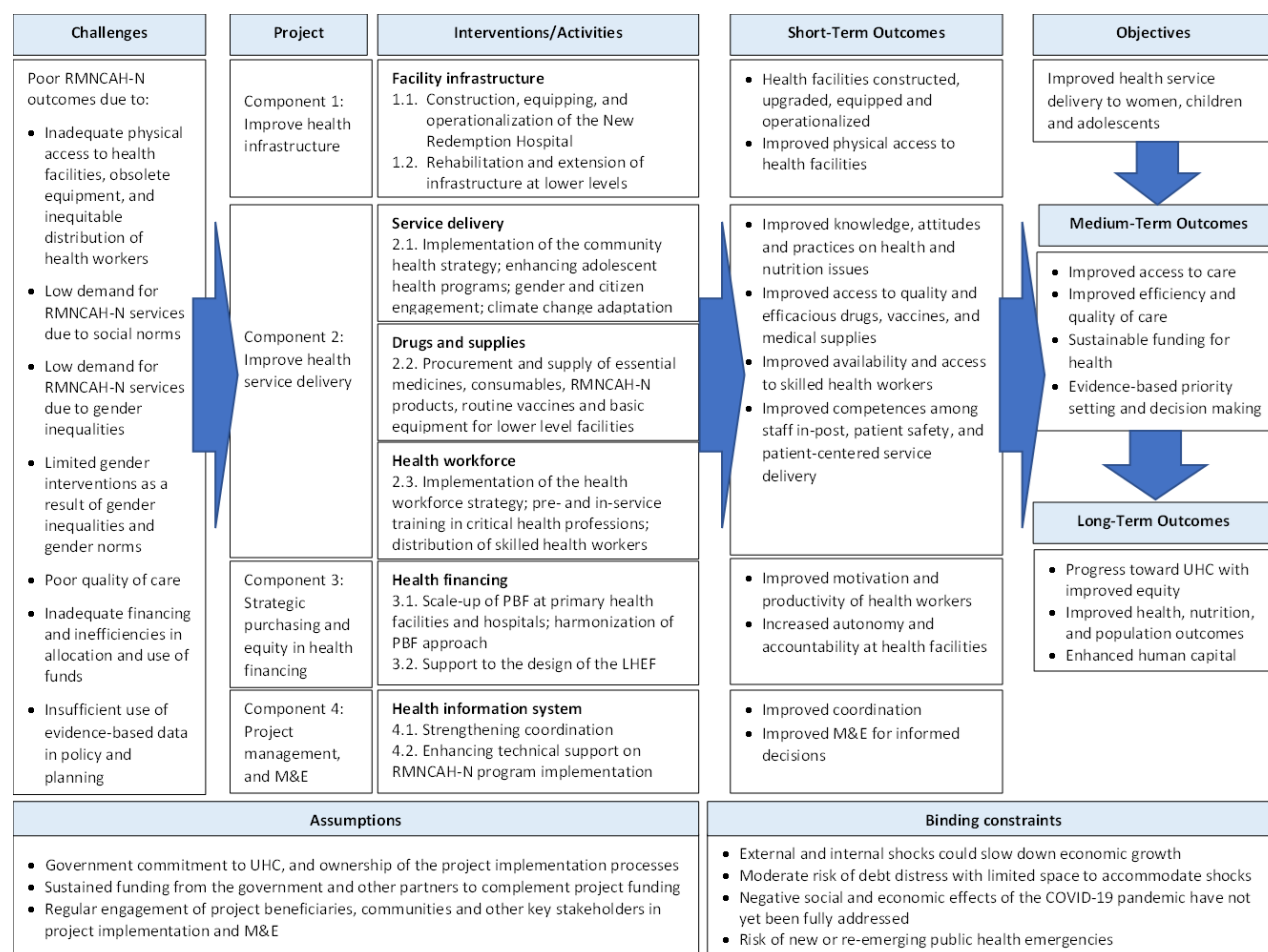 Challenges
Poor RMNCAH-N
outcomes due to:
• Inadequate physical
access to health
facilities, obsolete
equipment, and
inequitable
distribution of
health workers
• Low demand for
RMNCAH-N services
due to social norms
• Low demand for
RMNCAH-N services
due to gender
inequalities
• Limited gender
interventions as a
result of gender
inequalities and
gender norms
• Poor quality of care
• Inadequate financing
and inefficiencies in
allocation and use of
funds
• Insufficient use of
evidence-based data
in policy and
planning
Project
Component 1:
Improve health
infrastructure
Component 2:
Improve health
service delivery
Component 3:
Strategic
purchasing and
equity in health
financing
Component 4:
Project
management,
and M&E
Interventions/Activities
Facility infrastructure
1.1. Construction, equipping, and
operationalization of the New
Redemption Hospital
1.2. Rehabilitation and extension of
infrastructure at lower levels
Service delivery
2.1. Implementation of the community
health strategy; enhancing adolescent
health programs; gender and citizen
engagement; climate change adaptation
Drugs and supplies
2.2. Procurement and supply of essential
medicines, consumables, RMNCAH-N
products, routine vaccines and basic
equipment for lower level facilities
Health workforce
2.3. Implementation of the health
workforce strategy; pre- and in-service
training in critical health professions;
distribution of skilled health workers
Health financing
3.1. Scale-up of PBF at primary health
facilities and hospitals; harmonization of
PBF approach
3.2. Support to the design of the LHEF
Health information system
4.1. Strengthening coordination
4.2. Enhancing technical support on
RMNCAH-N program implementation
Short-Term Outcomes
• Health facilities constructed,
upgraded, equipped and
operationalized
• Improved physical access to
health facilities
• Improved knowledge, attitudes
and practices on health and
nutrition issues
• Improved access to quality and
efficacious drugs, vaccines, and
medical supplies
• Improved availability and access
to skilled health workers
• Improved competences among
staff in-post, patient safety, and
patient-centered service
delivery
• Improved motivation and
productivity of health workers
• Increased autonomy and
accountability at health facilities
• Improved coordination
• Improved M&E for informed
decisions
Objectives
Improved health service
delivery to women, children
and adolescents
Medium-Term Outcomes
• Improved access to care
• Improved efficiency and
quality of care
• Sustainable funding for
health
• Evidence-based priority
setting and decision making
Long-Term Outcomes
• Progress toward UHC with
improved equity
• Improved health, nutrition,
and population outcomes
• Enhanced human capital
Assumptions
• Government commitment to UHC, and ownership of the project implementation processes
• Sustained funding from the government and other partners to complement project funding
• Regular engagement of project beneficiaries, communities and other key stakeholders in
project implementation and M&E
Binding constraints
• External and internal shocks could slow down economic growth
• Moderate risk of debt distress with limited space to accommodate shocks
• Negative social and economic effects of the COVID-19 pandemic have not
yet been fully addressed
• Risk of new or re-emerging public health emergencies